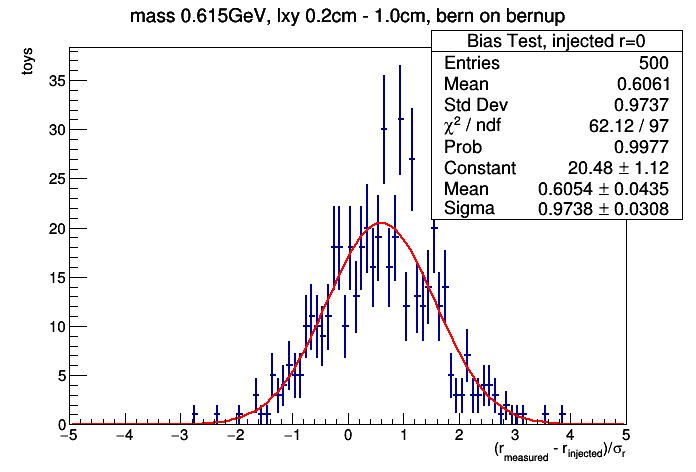 mass 0.615GeV, lxy 0.2cm - 1.0cm, bern on bernup
toys
Bias Test, injected r=0
Entries 500
Mean 0.6061
Std Dev 0.9737
χ² / ndf 62.12 / 97
Prob 0.9977
Constant 20.48 ± 1.12
Mean 0.6054 ± 0.0435
Sigma 0.9738 ± 0.0308
35
30
25
20
15
10
5
0
−5 −4 −3 −2 −1 0 1 2 3 4 5
(r_measured - r_injected)/σ_r